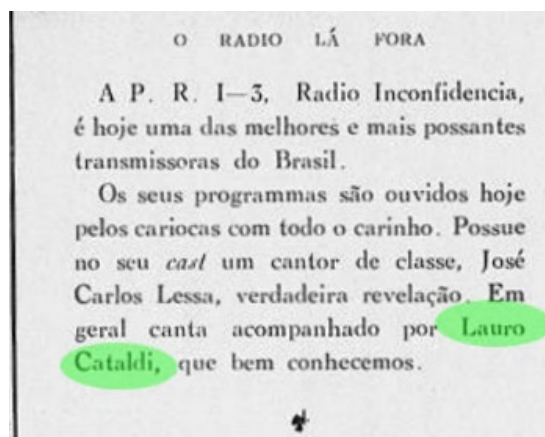 O RADIO LÁ FORA
A P. R. I—3, Radio Inconfidencia,
é hoje uma das melhores e mais possantes
transmissoras do Brasil.
Os seus programmas são ouvidos hoje
pelos cariocas com todo o carinho. Possue
no seu cast um cantor de classe, José
Carlos Lessa, verdadeira revelação. Em
geral canta acompanhado por Lauro
Cataldi, que bem conhecemos.